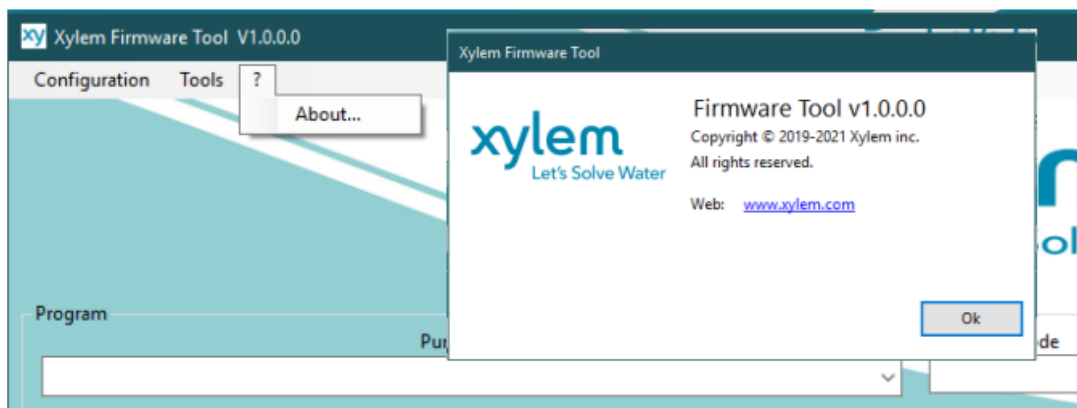 xy Xylem Firmware Tool V1.0.0.0
Configuration Tools ?
About...
Xylem Firmware Tool
xylem
Let's Solve Water
Firmware Tool v1.0.0.0
Copyright © 2019-2021 Xylem inc.
All rights reserved.
Web: www.xylem.com
Ok
Program